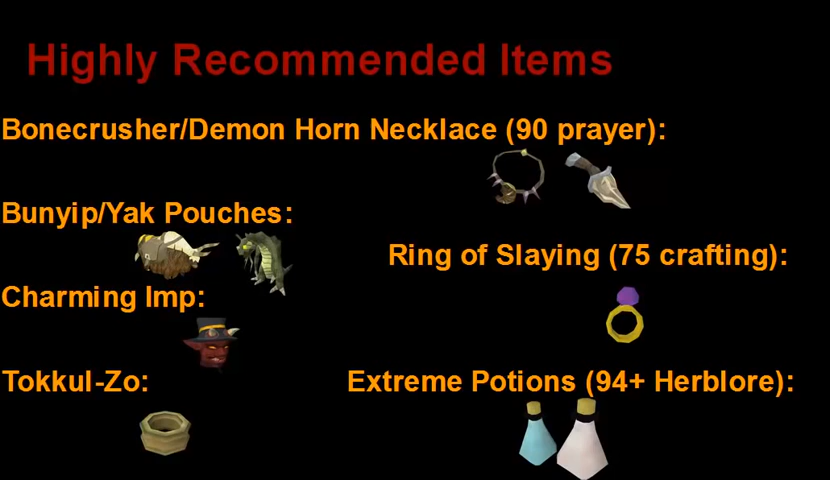 Highly Recommended Items
Bonecrusher/Demon Horn Necklace (90 prayer):
Bunyip/Yak Pouches:
Ring of Slaying (75 crafting):
Charming Imp:
Tokkul-Zo:
Extreme Potions (94+ Herblore):